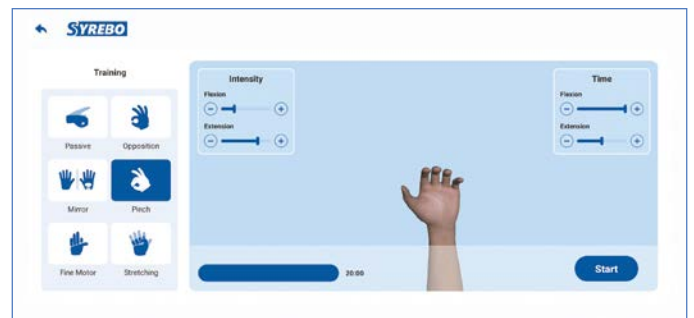 SYREBO
Training
Passive
Opposition
Mirror
Pinch
Fine Motor
Stretching
Intensity
Flexion
Extension
Time
Flexion
Extension
20:00
Start